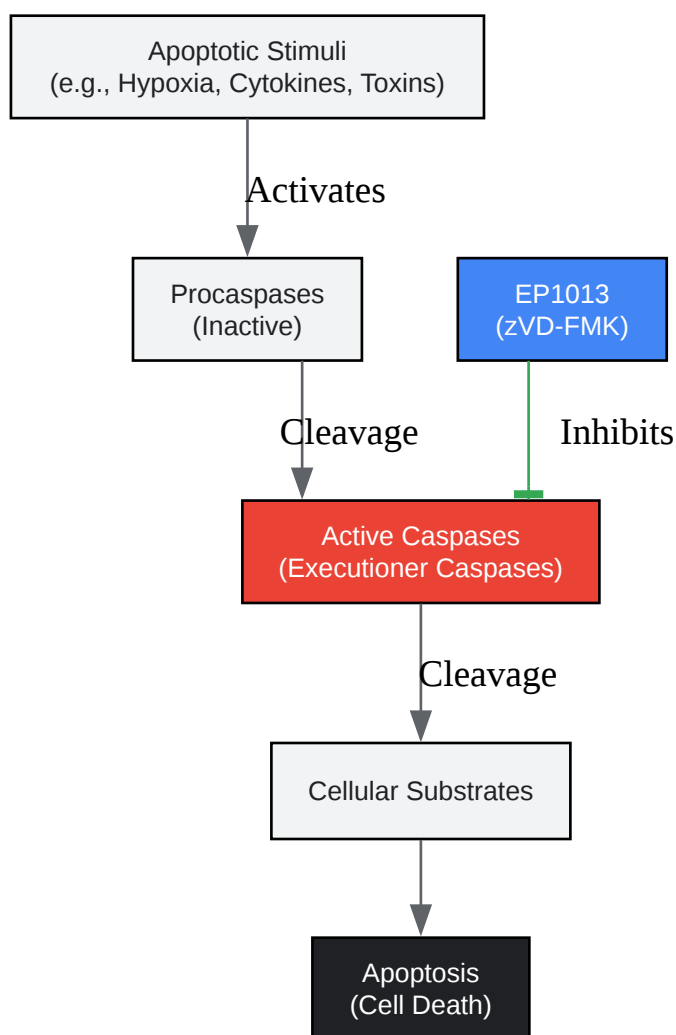 Apoptotic Stimuli
(e.g., Hypoxia, Cytokines, Toxins)
Activates
Procaspases
(Inactive)
EP1013
(zVD-FMK)
Cleavage
Inhibits
Active Caspases
(Executioner Caspases)
Cleavage
Cellular Substrates
Apoptosis
(Cell Death)